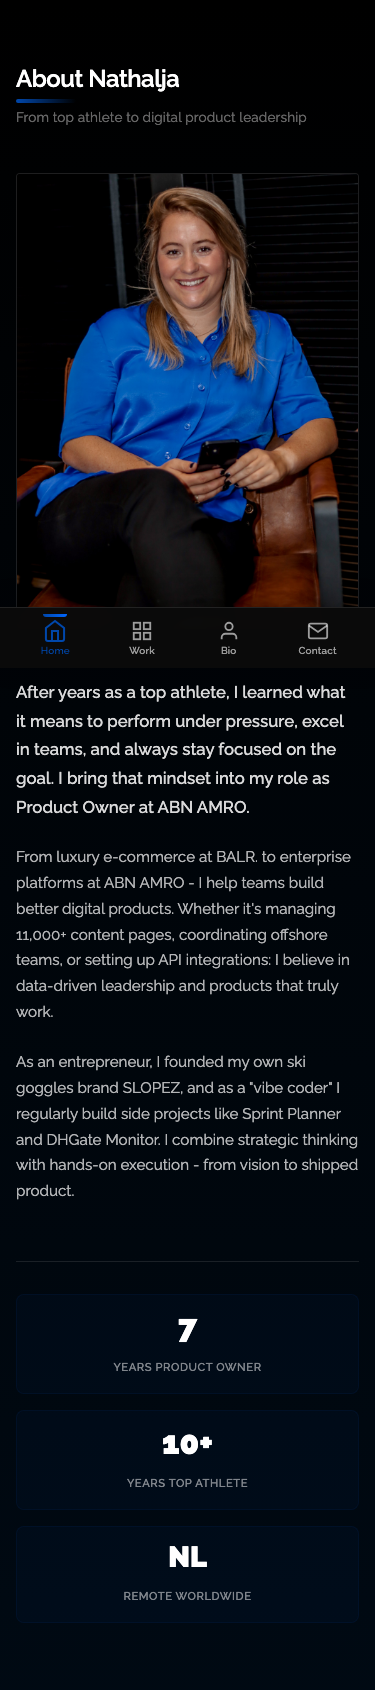 About Nathalja
From top athlete to digital product leadership
Home
Work
Bio
Contact
After years as a top athlete, I learned what
it means to perform under pressure, excel
in teams, and always stay focused on the
goal. I bring that mindset into my role as
Product Owner at ABN AMRO.
From luxury e-commerce at BALR. to enterprise
platforms at ABN AMRO - I help teams build
better digital products. Whether it's managing
11,000+ content pages, coordinating offshore
teams, or setting up API integrations: I believe in
data-driven leadership and products that truly
work.
As an entrepreneur, I founded my own ski
goggles brand SLOPEZ, and as a "vibe coder" I
regularly build side projects like Sprint Planner
and DHGate Monitor. I combine strategic thinking
with hands-on execution - from vision to shipped
product.
7
YEARS PRODUCT OWNER
10+
YEARS TOP ATHLETE
NL
REMOTE WORLDWIDE